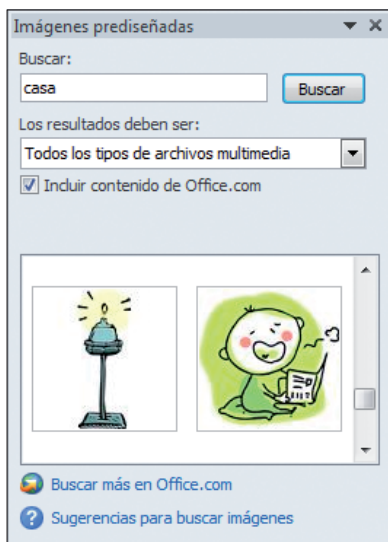 Imágenes prediseñadas
Buscar:
casa
Buscar
Los resultados deben ser:
Todos los tipos de archivos multimedia
Incluir contenido de Office.com
Buscar más en Office.com
Sugerencias para buscar imágenes